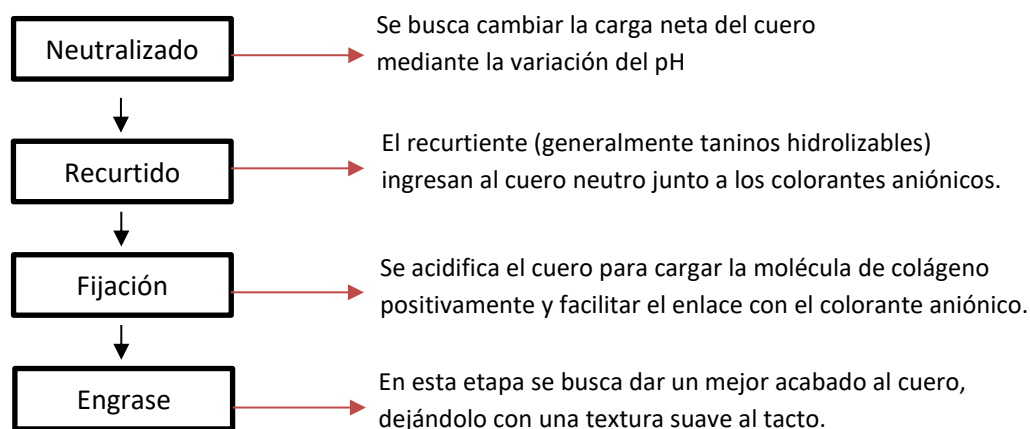 Neutralizado
Se busca cambiar la carga neta del cuero
mediante la variación del pH
Recurtido
El recurtiente (generalmente taninos hidrolizables)
ingresan al cuero neutro junto a los colorantes aniónicos.
Fijación
Se acidifica el cuero para cargar la molécula de colágeno
positivamente y facilitar el enlace con el colorante aniónico.
Engrase
En esta etapa se busca dar un mejor acabado al cuero,
dejándolo con una textura suave al tacto.